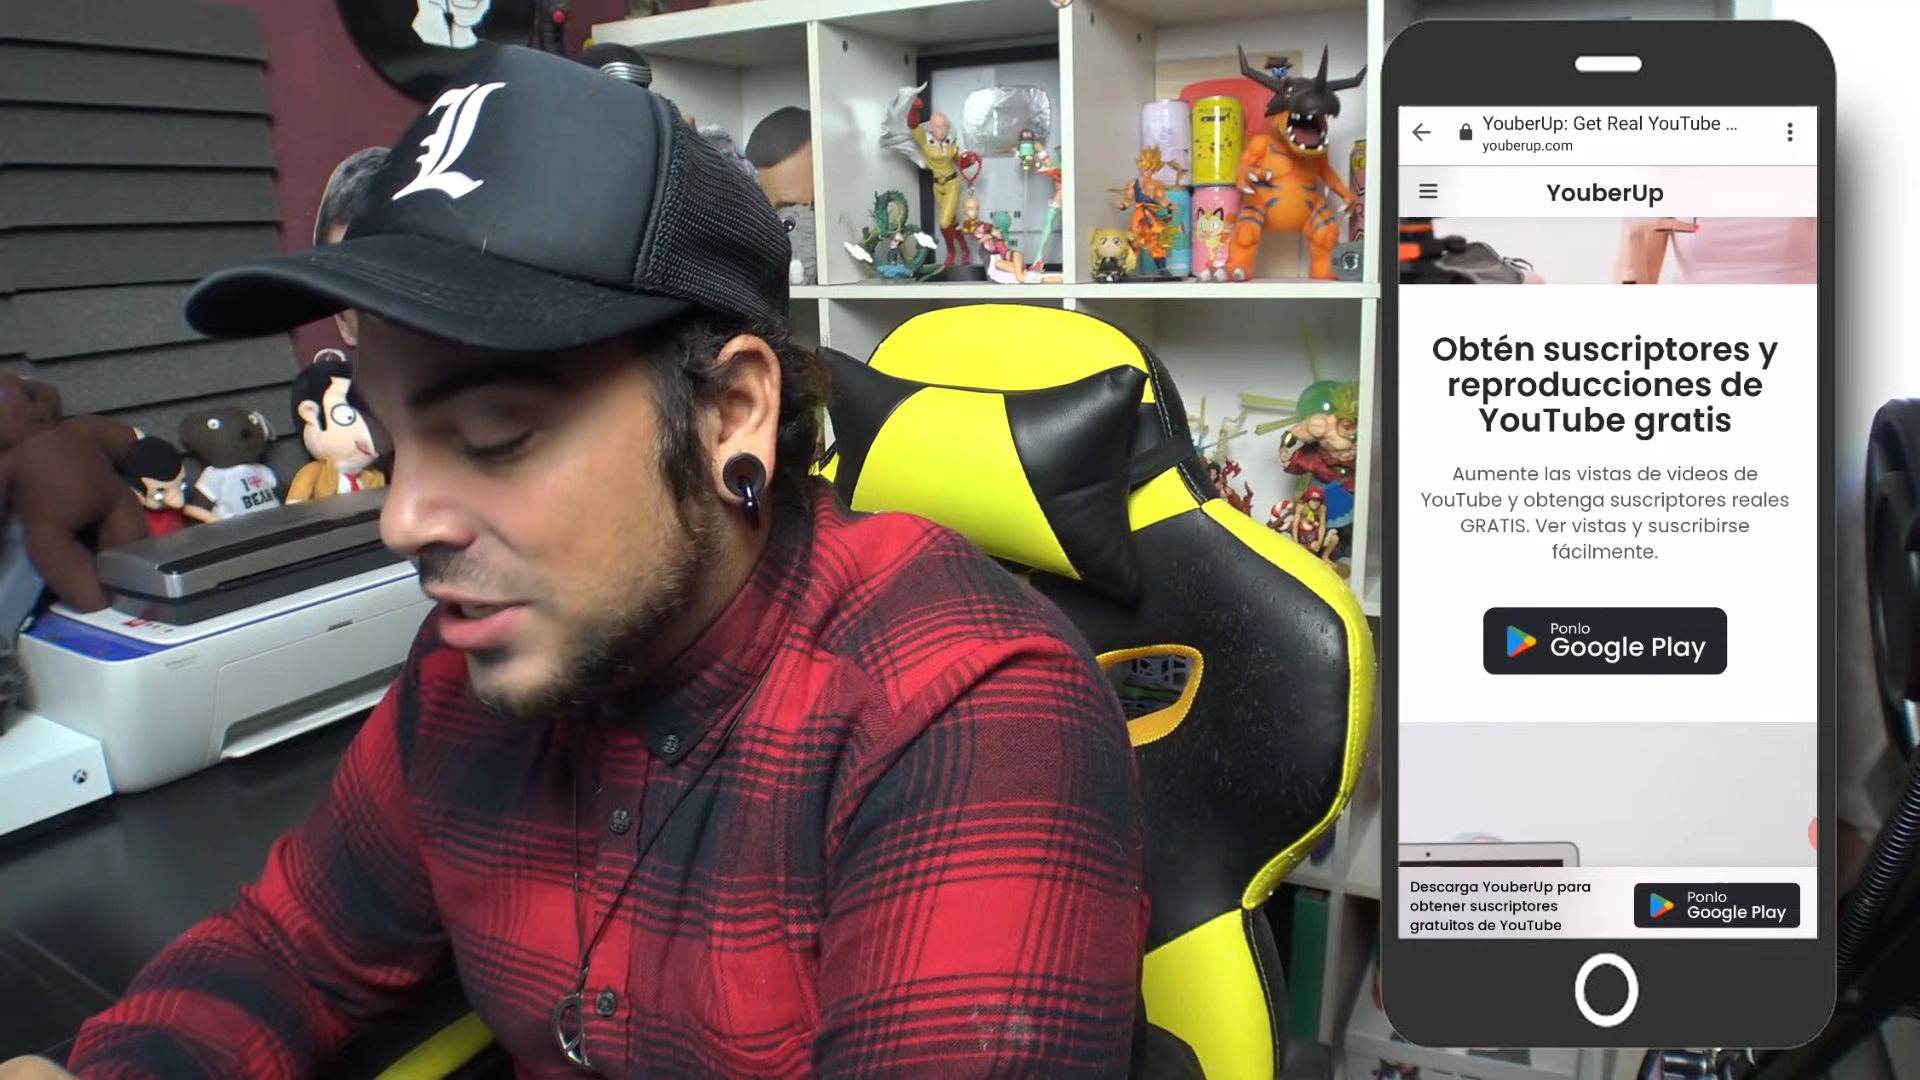 L
I
BEAN
YouberUp: Get Real YouTube ...
youberup.com
YouberUp
Obtén suscriptores y
reproducciones de
YouTube gratis
Aumente las vistas de videos de
YouTube y obtenga suscriptores reales
GRATIS. Ver vistas y suscribirse
fácilmente.
Ponlo
Google Play
Descarga YouberUp para
obtener suscriptores
gratuitos de YouTube
Ponlo
Google Play